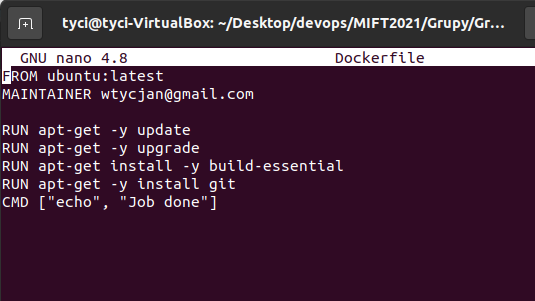 tyci@tyci-VirtualBox: ~/Desktop/devops/MIFT2021/Grupy/Gr...
GNU nano 4.8 Dockerfile
FROM ubuntu:latest
MAINTAINER wtycjan@gmail.com
RUN apt-get -y update
RUN apt-get -y upgrade
RUN apt-get install -y build-essential
RUN apt-get -y install git
CMD ["echo", "Job done"]